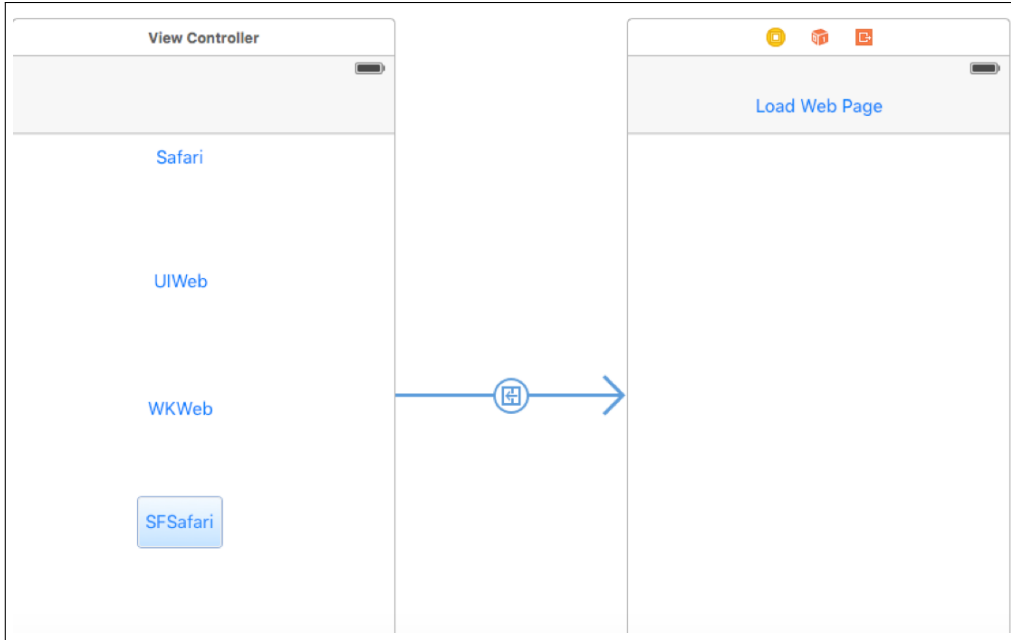 View Controller
Load Web Page
Safari
UIWeb
WKWeb
SFSafari